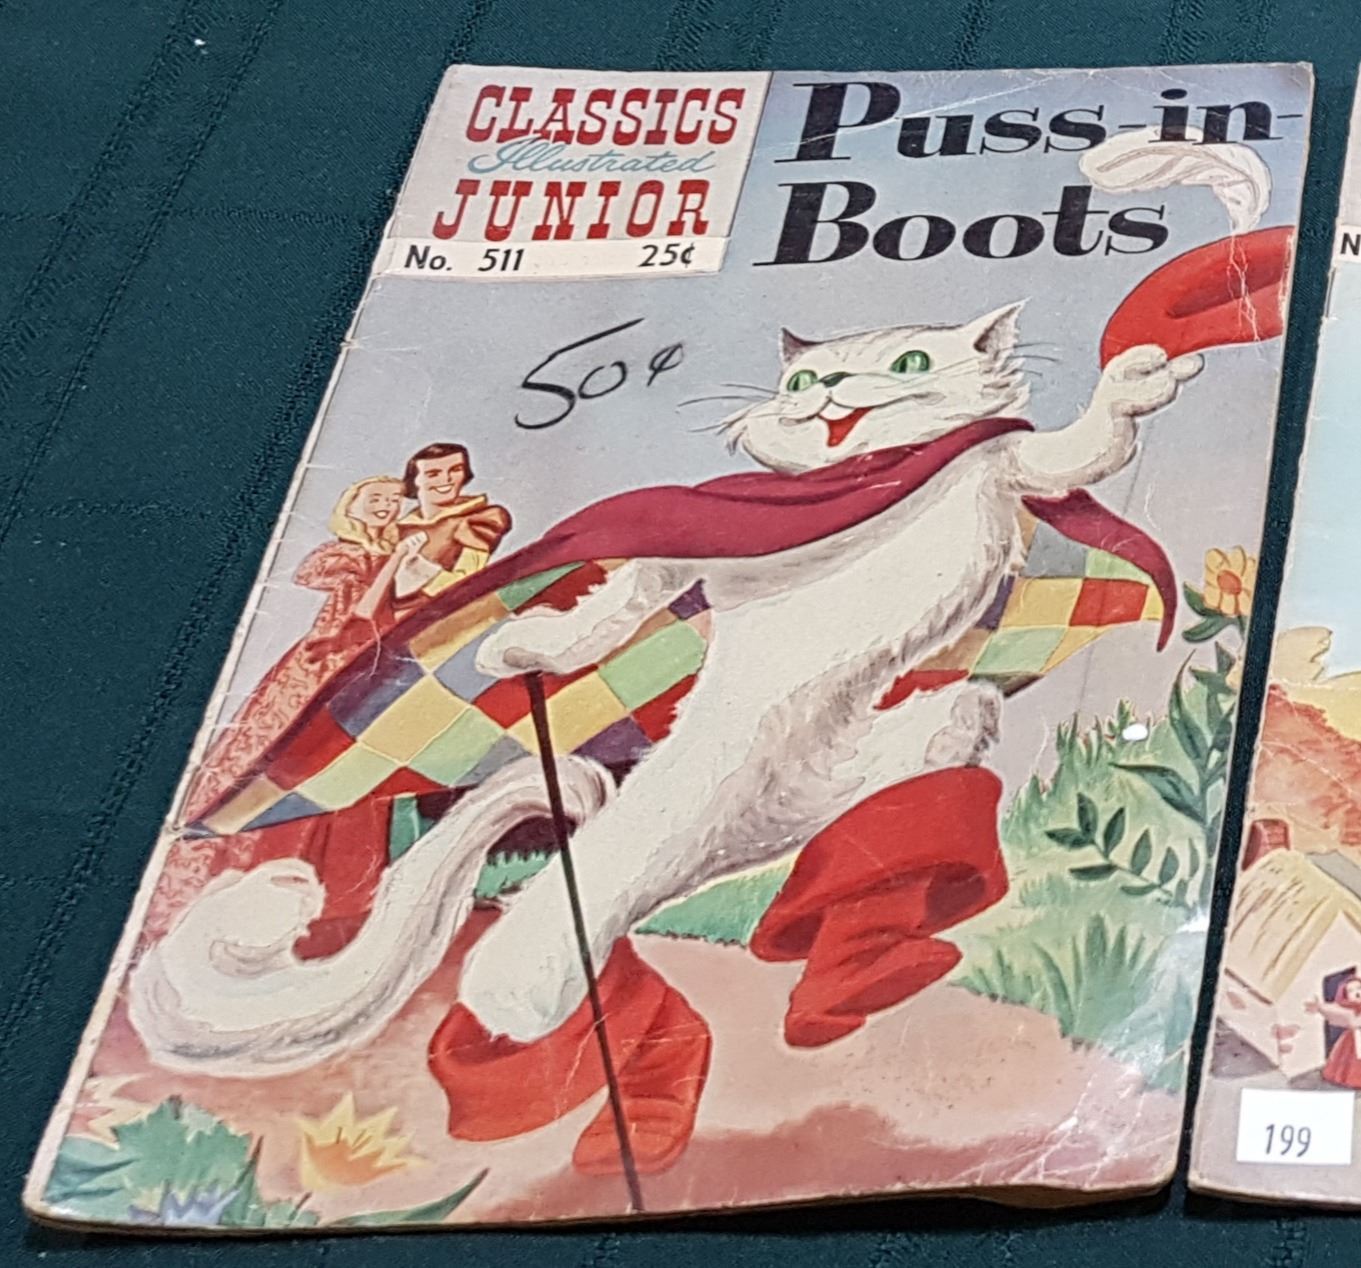 CLASSICS
Illustrated
JUNIOR
No. 511 25¢
Puss-in-
Boots
50¢
N
199